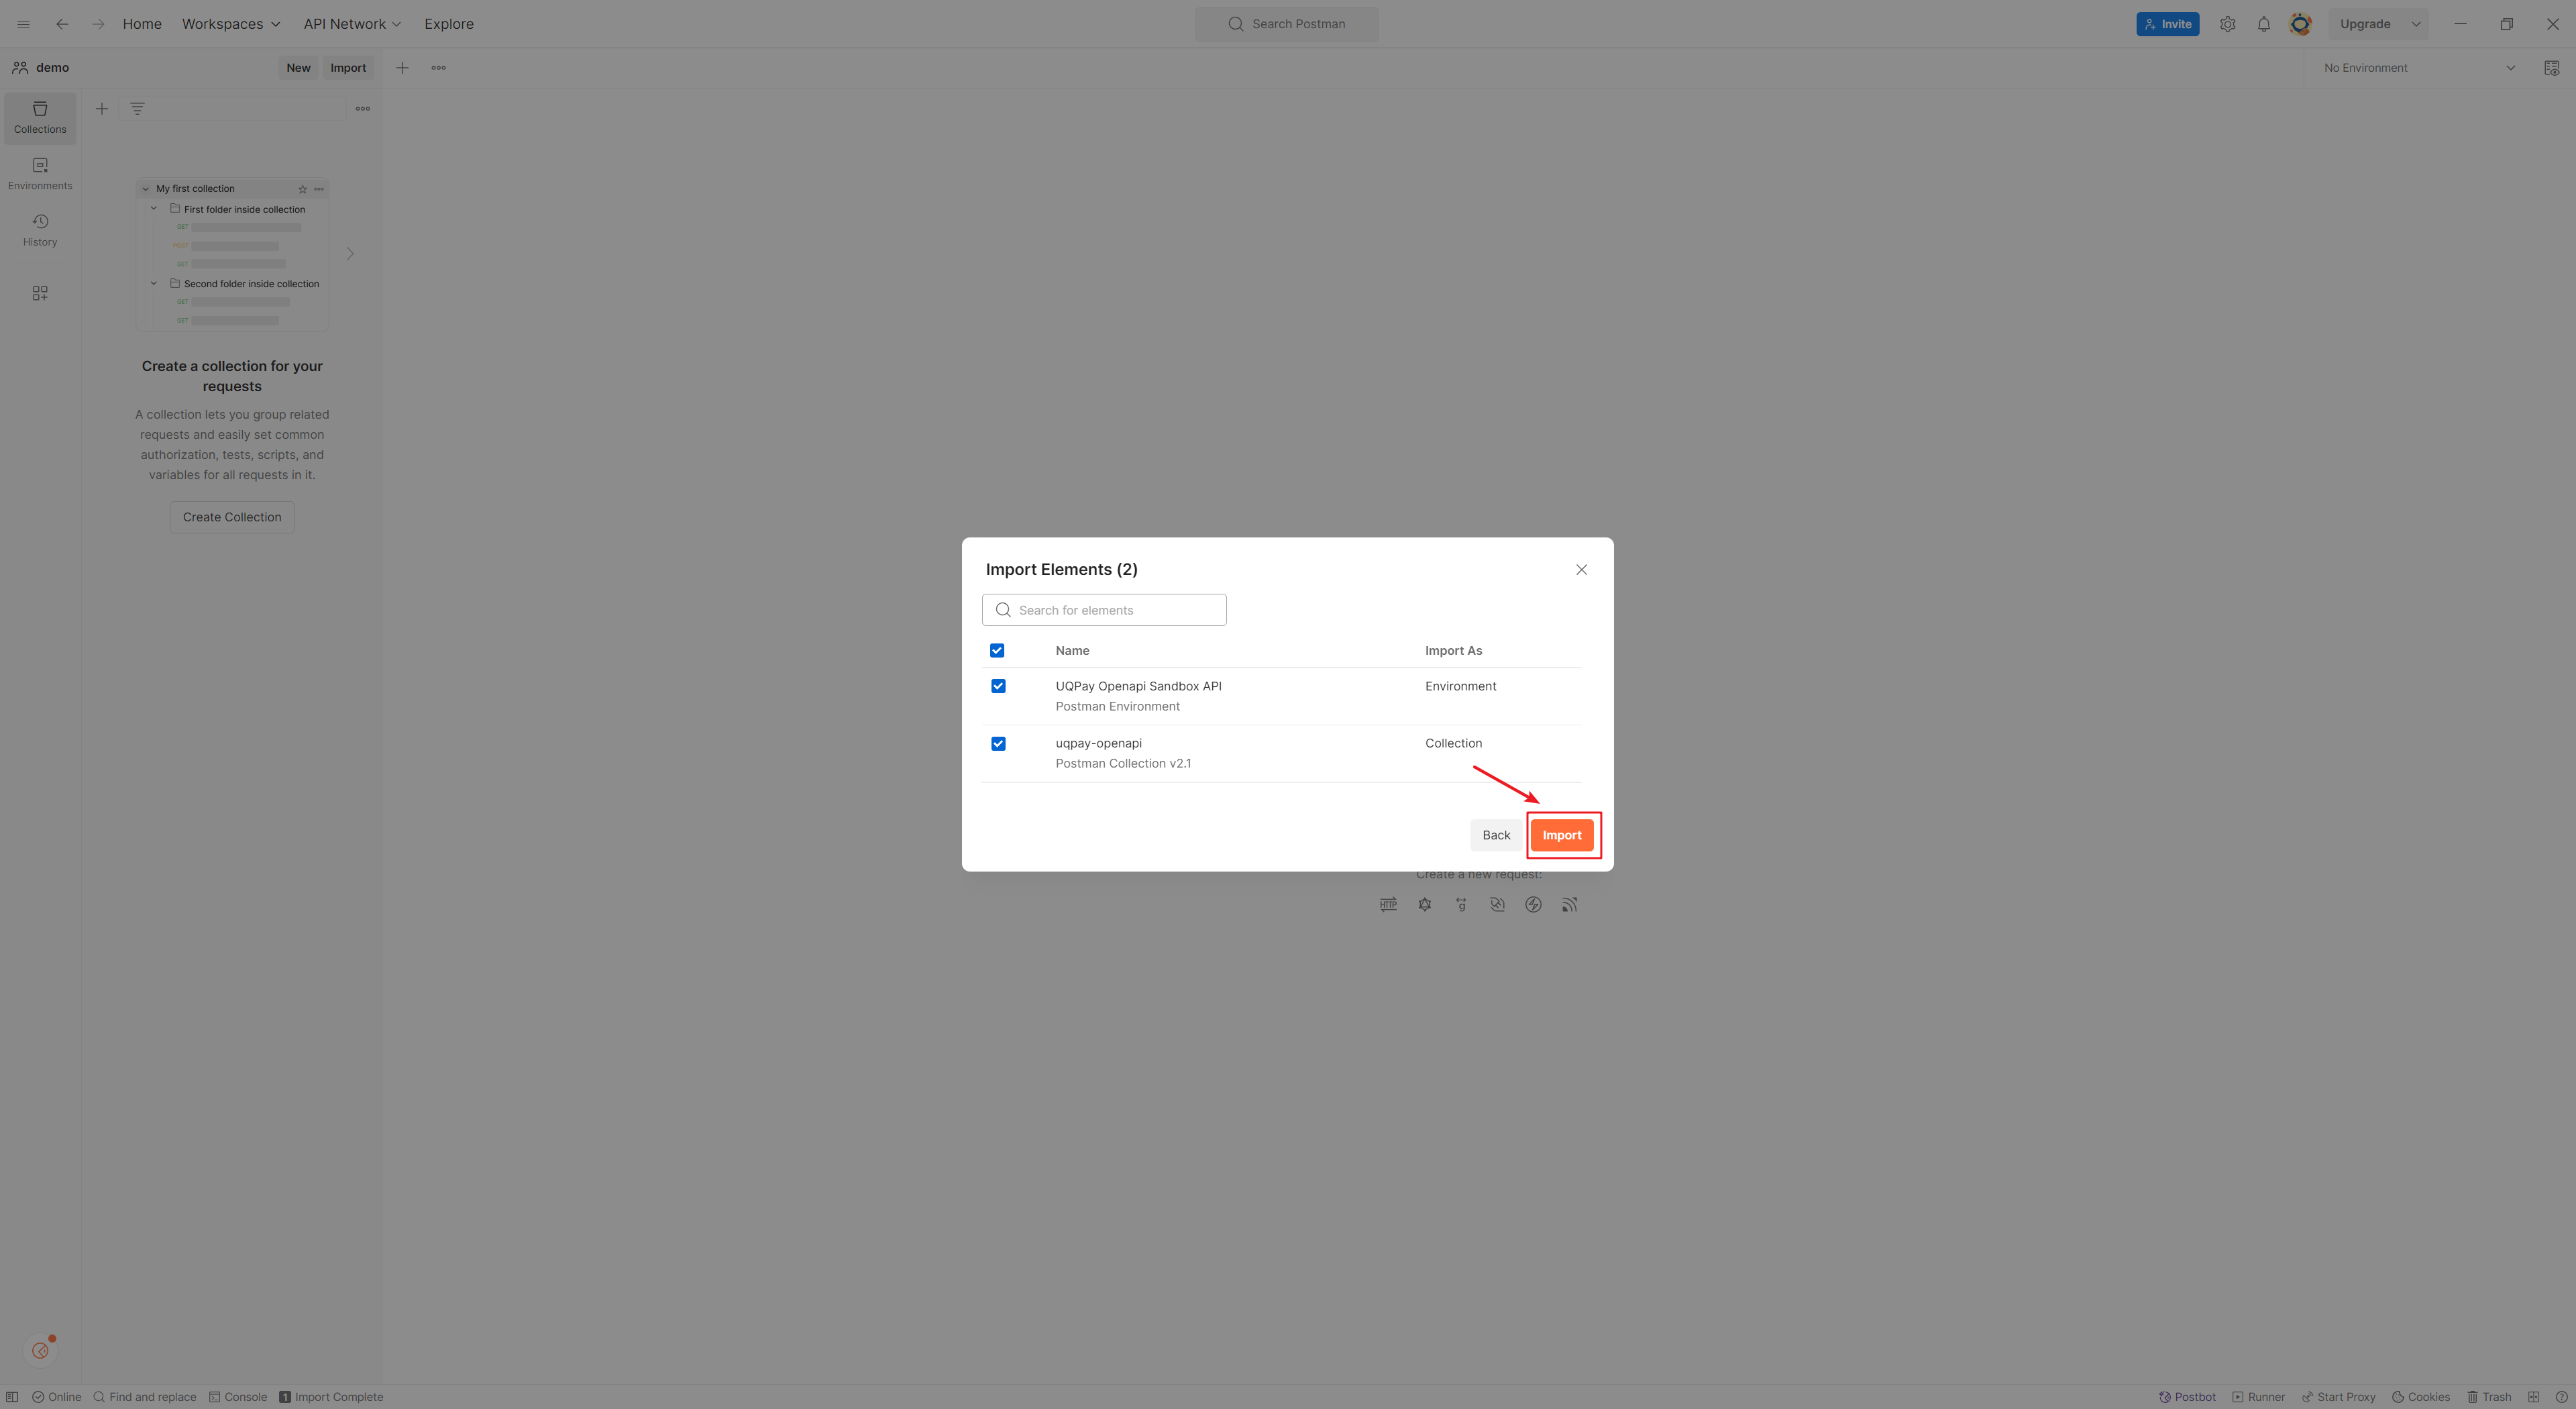 Home Workspaces API Network Explore Search Postman Invite Upgrade
demo New Import No Environment
Collections
Environments
History
My first collection
First folder inside collection
GET
POST
GET
Second folder inside collection
GET
GET
Create a collection for your
requests
A collection lets you group related
requests and easily set common
authorization, tests, scripts, and
variables for all requests in it.
Create Collection
Import Elements (2)
Search for elements
Name Import As
UQPay Openapi Sandbox API Environment
Postman Environment
uqpay-openapi Collection
Postman Collection v2.1
Back Import
Create a new request:
HTTP g
Online Find and replace Console 1 Import Complete Postbot Runner Start Proxy Cookies Trash